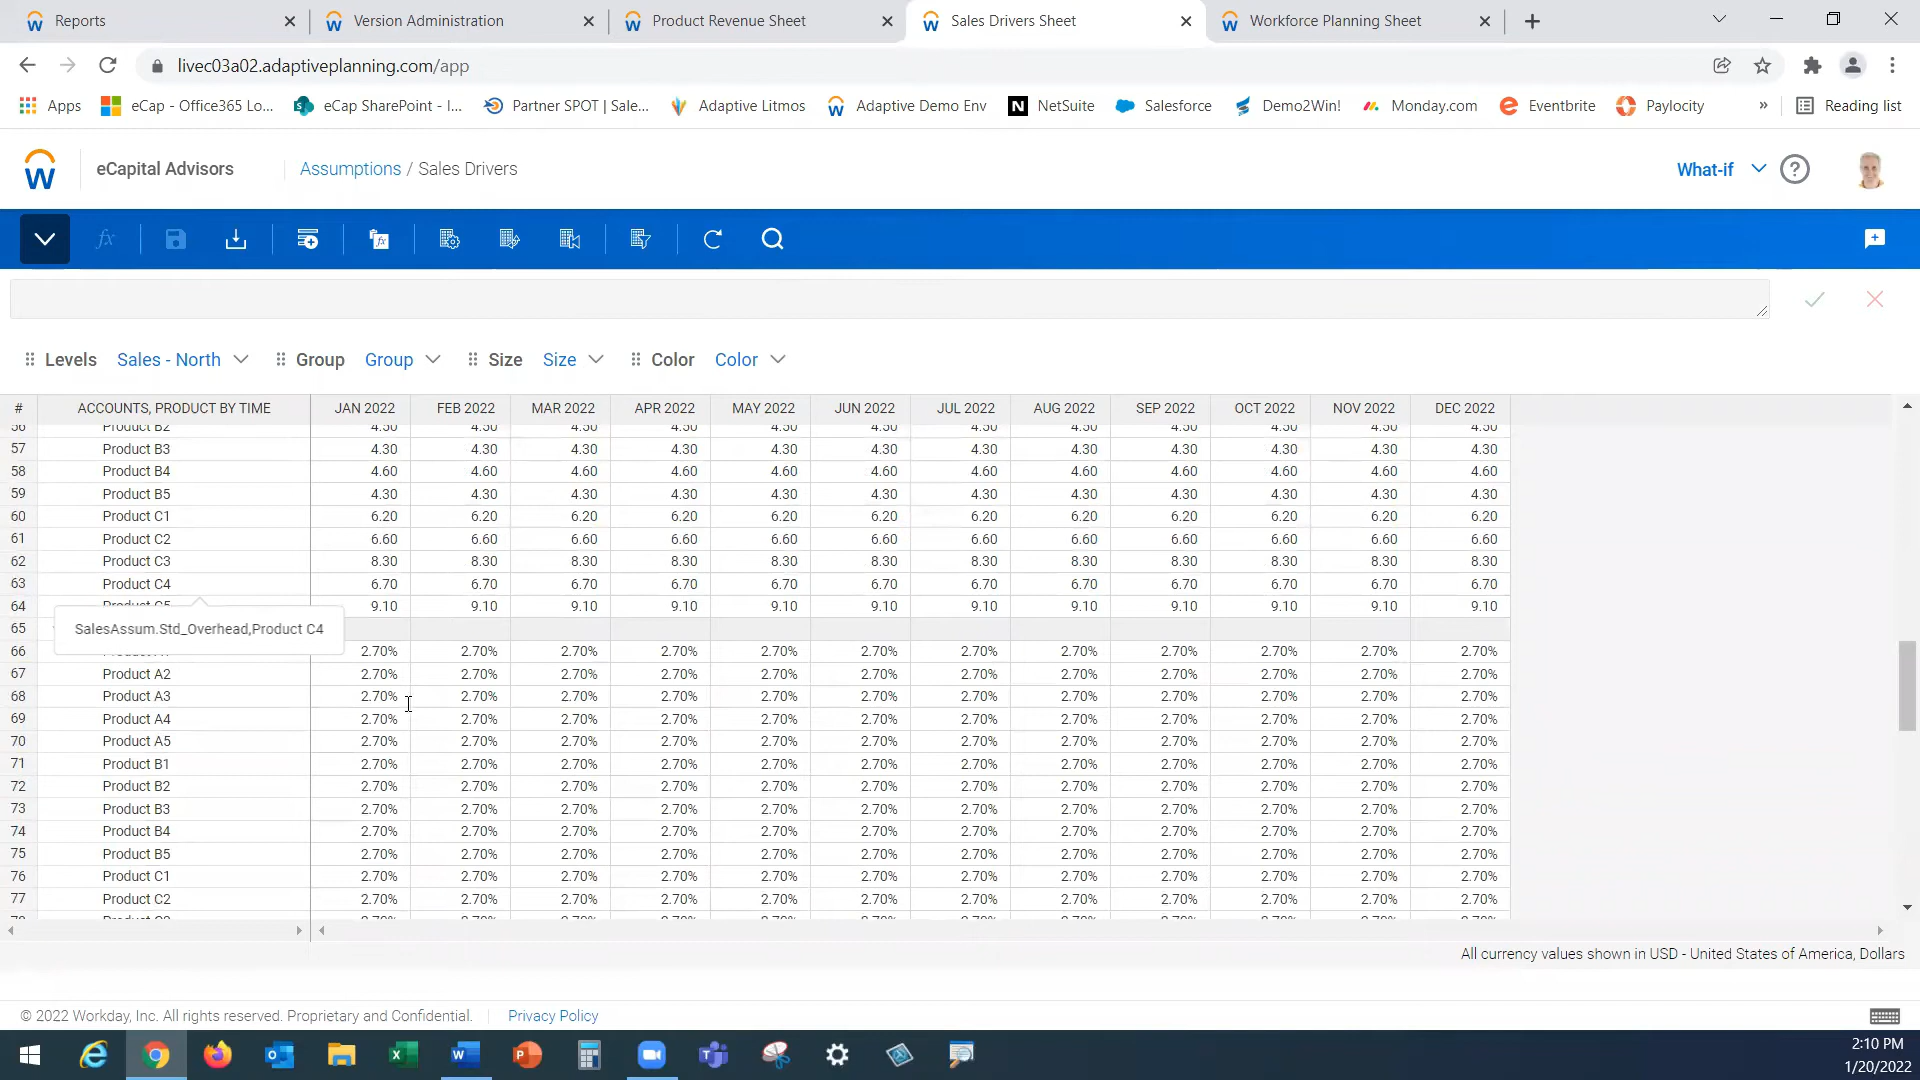 Reports
Version Administration
Product Revenue Sheet
Sales Drivers Sheet
Workforce Planning Sheet
livec03a02.adaptiveplanning.com/app
Apps
eCap - Office365 Lo...
eCap SharePoint - I...
Partner SPOT | Sale...
Adaptive Litmos
Adaptive Demo Env
NetSuite
Salesforce
Demo2Win!
Monday.com
Eventbrite
Paylocity
»
Reading list
eCapital Advisors
Assumptions / Sales Drivers
What-if
Levels Sales - North Group Group Size Size Color Color
# ACCOUNTS, PRODUCT BY TIME JAN 2022 FEB 2022 MAR 2022 APR 2022 MAY 2022 JUN 2022 JUL 2022 AUG 2022 SEP 2022 OCT 2022 NOV 2022 DEC 2022
56 Product B2 4.50 4.50 4.50 4.50 4.50 4.50 4.50 4.50 4.50 4.50 4.50 4.50
57 Product B3 4.30 4.30 4.30 4.30 4.30 4.30 4.30 4.30 4.30 4.30 4.30 4.30
58 Product B4 4.60 4.60 4.60 4.60 4.60 4.60 4.60 4.60 4.60 4.60 4.60 4.60
59 Product B5 4.30 4.30 4.30 4.30 4.30 4.30 4.30 4.30 4.30 4.30 4.30 4.30
60 Product C1 6.20 6.20 6.20 6.20 6.20 6.20 6.20 6.20 6.20 6.20 6.20 6.20
61 Product C2 6.60 6.60 6.60 6.60 6.60 6.60 6.60 6.60 6.60 6.60 6.60 6.60
62 Product C3 8.30 8.30 8.30 8.30 8.30 8.30 8.30 8.30 8.30 8.30 8.30 8.30
63 Product C4 6.70 6.70 6.70 6.70 6.70 6.70 6.70 6.70 6.70 6.70 6.70 6.70
64 Product C5 9.10 9.10 9.10 9.10 9.10 9.10 9.10 9.10 9.10 9.10 9.10 9.10
65
SalesAssum.Std_Overhead,Product C4
66 2.70% 2.70% 2.70% 2.70% 2.70% 2.70% 2.70% 2.70% 2.70% 2.70% 2.70% 2.70%
67 Product A2 2.70% 2.70% 2.70% 2.70% 2.70% 2.70% 2.70% 2.70% 2.70% 2.70% 2.70% 2.70%
68 Product A3 2.70% 2.70% 2.70% 2.70% 2.70% 2.70% 2.70% 2.70% 2.70% 2.70% 2.70% 2.70%
69 Product A4 2.70% 2.70% 2.70% 2.70% 2.70% 2.70% 2.70% 2.70% 2.70% 2.70% 2.70% 2.70%
70 Product A5 2.70% 2.70% 2.70% 2.70% 2.70% 2.70% 2.70% 2.70% 2.70% 2.70% 2.70% 2.70%
71 Product B1 2.70% 2.70% 2.70% 2.70% 2.70% 2.70% 2.70% 2.70% 2.70% 2.70% 2.70% 2.70%
72 Product B2 2.70% 2.70% 2.70% 2.70% 2.70% 2.70% 2.70% 2.70% 2.70% 2.70% 2.70% 2.70%
73 Product B3 2.70% 2.70% 2.70% 2.70% 2.70% 2.70% 2.70% 2.70% 2.70% 2.70% 2.70% 2.70%
74 Product B4 2.70% 2.70% 2.70% 2.70% 2.70% 2.70% 2.70% 2.70% 2.70% 2.70% 2.70% 2.70%
75 Product B5 2.70% 2.70% 2.70% 2.70% 2.70% 2.70% 2.70% 2.70% 2.70% 2.70% 2.70% 2.70%
76 Product C1 2.70% 2.70% 2.70% 2.70% 2.70% 2.70% 2.70% 2.70% 2.70% 2.70% 2.70% 2.70%
77 Product C2 2.70% 2.70% 2.70% 2.70% 2.70% 2.70% 2.70% 2.70% 2.70% 2.70% 2.70% 2.70%
All currency values shown in USD - United States of America, Dollars
© 2022 Workday, Inc. All rights reserved. Proprietary and Confidential.
Privacy Policy
2:10 PM
1/20/2022